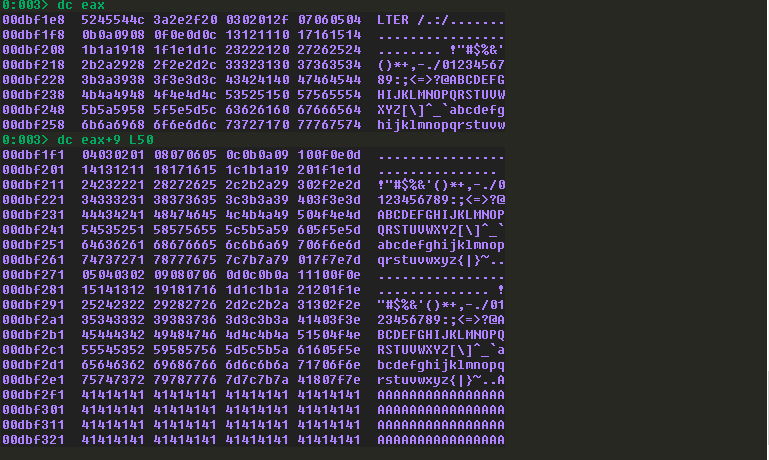 0:003> dc eax
00dbf1e8  5245544c 3a2e2f20 0302012f 07060504  LTER /.:/.......
00dbf1f8  0b0a0908 0f0e0d0c 13121110 17161514  ................
00dbf208  1b1a1918 1f1e1d1c 23222120 27262524  ........ !"#$%&'
00dbf218  2b2a2928 2f2e2d2c 33323130 37363534  ()*+,-./01234567
00dbf228  3b3a3938 3f3e3d3c 43424140 47464544  89:;<=>?@ABCDEFG
00dbf238  4b4a4948 4f4e4d4c 53525150 57565554  HIJKLMNOPQRSTUVW
00dbf248  5b5a5958 5f5e5d5c 63626160 67666564  XYZ[\]^_`abcdefg
00dbf258  6b6a6968 6f6e6d6c 73727170 77767574  hijklmnopqrstuvw
0:003> dc eax+9 L50
00dbf1f1  04030201 08070605 0c0b0a09 100f0e0d  ................
00dbf201  14131211 18171615 1c1b1a19 201f1e1d  ...............
00dbf211  24232221 28272625 2c2b2a29 302f2e2d  !"#$%&'()*+,-./0
00dbf221  34333231 38373635 3c3b3a39 403f3e3d  123456789:;<=>?@
00dbf231  44434241 48474645 4c4b4a49 504f4e4d  ABCDEFGHIJKLMNOP
00dbf241  54535251 58575655 5c5b5a59 605f5e5d  QRSTUVWXYZ[\]^_`
00dbf251  64636261 68676665 6c6b6a69 706f6e6d  abcdefghijklmnop
00dbf261  74737271 78777675 7c7b7a79 017f7e7d  qrstuvwxyz{|}~..
00dbf271  05040302 09080706 0d0c0b0a 11100f0e  ................
00dbf281  15141312 19181716 1d1c1b1a 21201f1e  .............. !
00dbf291  25242322 29282726 2d2c2b2a 31302f2e  "#$%&'()*+,-./01
00dbf2a1  35343332 39383736 3d3c3b3a 41403f3e  23456789:;<=>?@A
00dbf2b1  45444342 49484746 4d4c4b4a 51504f4e  BCDEFGHIJKLMNOPQ
00dbf2c1  55545352 59585756 5d5c5b5a 61605f5e  RSTUVWXYZ[\]^_`a
00dbf2d1  65646362 69686766 6d6c6b6a 71706f6e  bcdefghijklmnopq
00dbf2e1  75747372 79787776 7d7c7b7a 41807f7e  rstuvwxyz{|}~..A
00dbf2f1  41414141 41414141 41414141 41414141  AAAAAAAAAAAAAAAA
00dbf301  41414141 41414141 41414141 41414141  AAAAAAAAAAAAAAAA
00dbf311  41414141 41414141 41414141 41414141  AAAAAAAAAAAAAAAA
00dbf321  41414141 41414141 41414141 41414141  AAAAAAAAAAAAAAAA